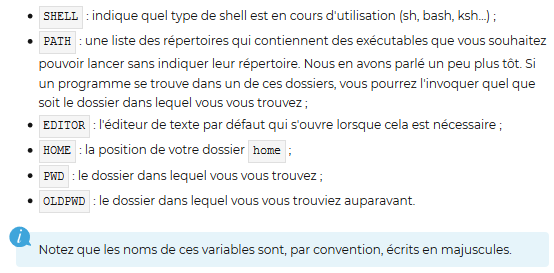 SHELL : indique quel type de shell est en cours d'utilisation (sh, bash, ksh…) ;
PATH : une liste des répertoires qui contiennent des exécutables que vous souhaitez
pouvoir lancer sans indiquer leur répertoire. Nous en avons parlé un peu plus tôt. Si
un programme se trouve dans un de ces dossiers, vous pourrez l'invoquer quel que
soit le dossier dans lequel vous vous trouvez ;
EDITOR : l'éditeur de texte par défaut qui s'ouvre lorsque cela est nécessaire ;
HOME : la position de votre dossier home ;
PWD : le dossier dans lequel vous vous trouvez ;
OLDPWD : le dossier dans lequel vous vous trouviez auparavant.
i
Notez que les noms de ces variables sont, par convention, écrits en majuscules.